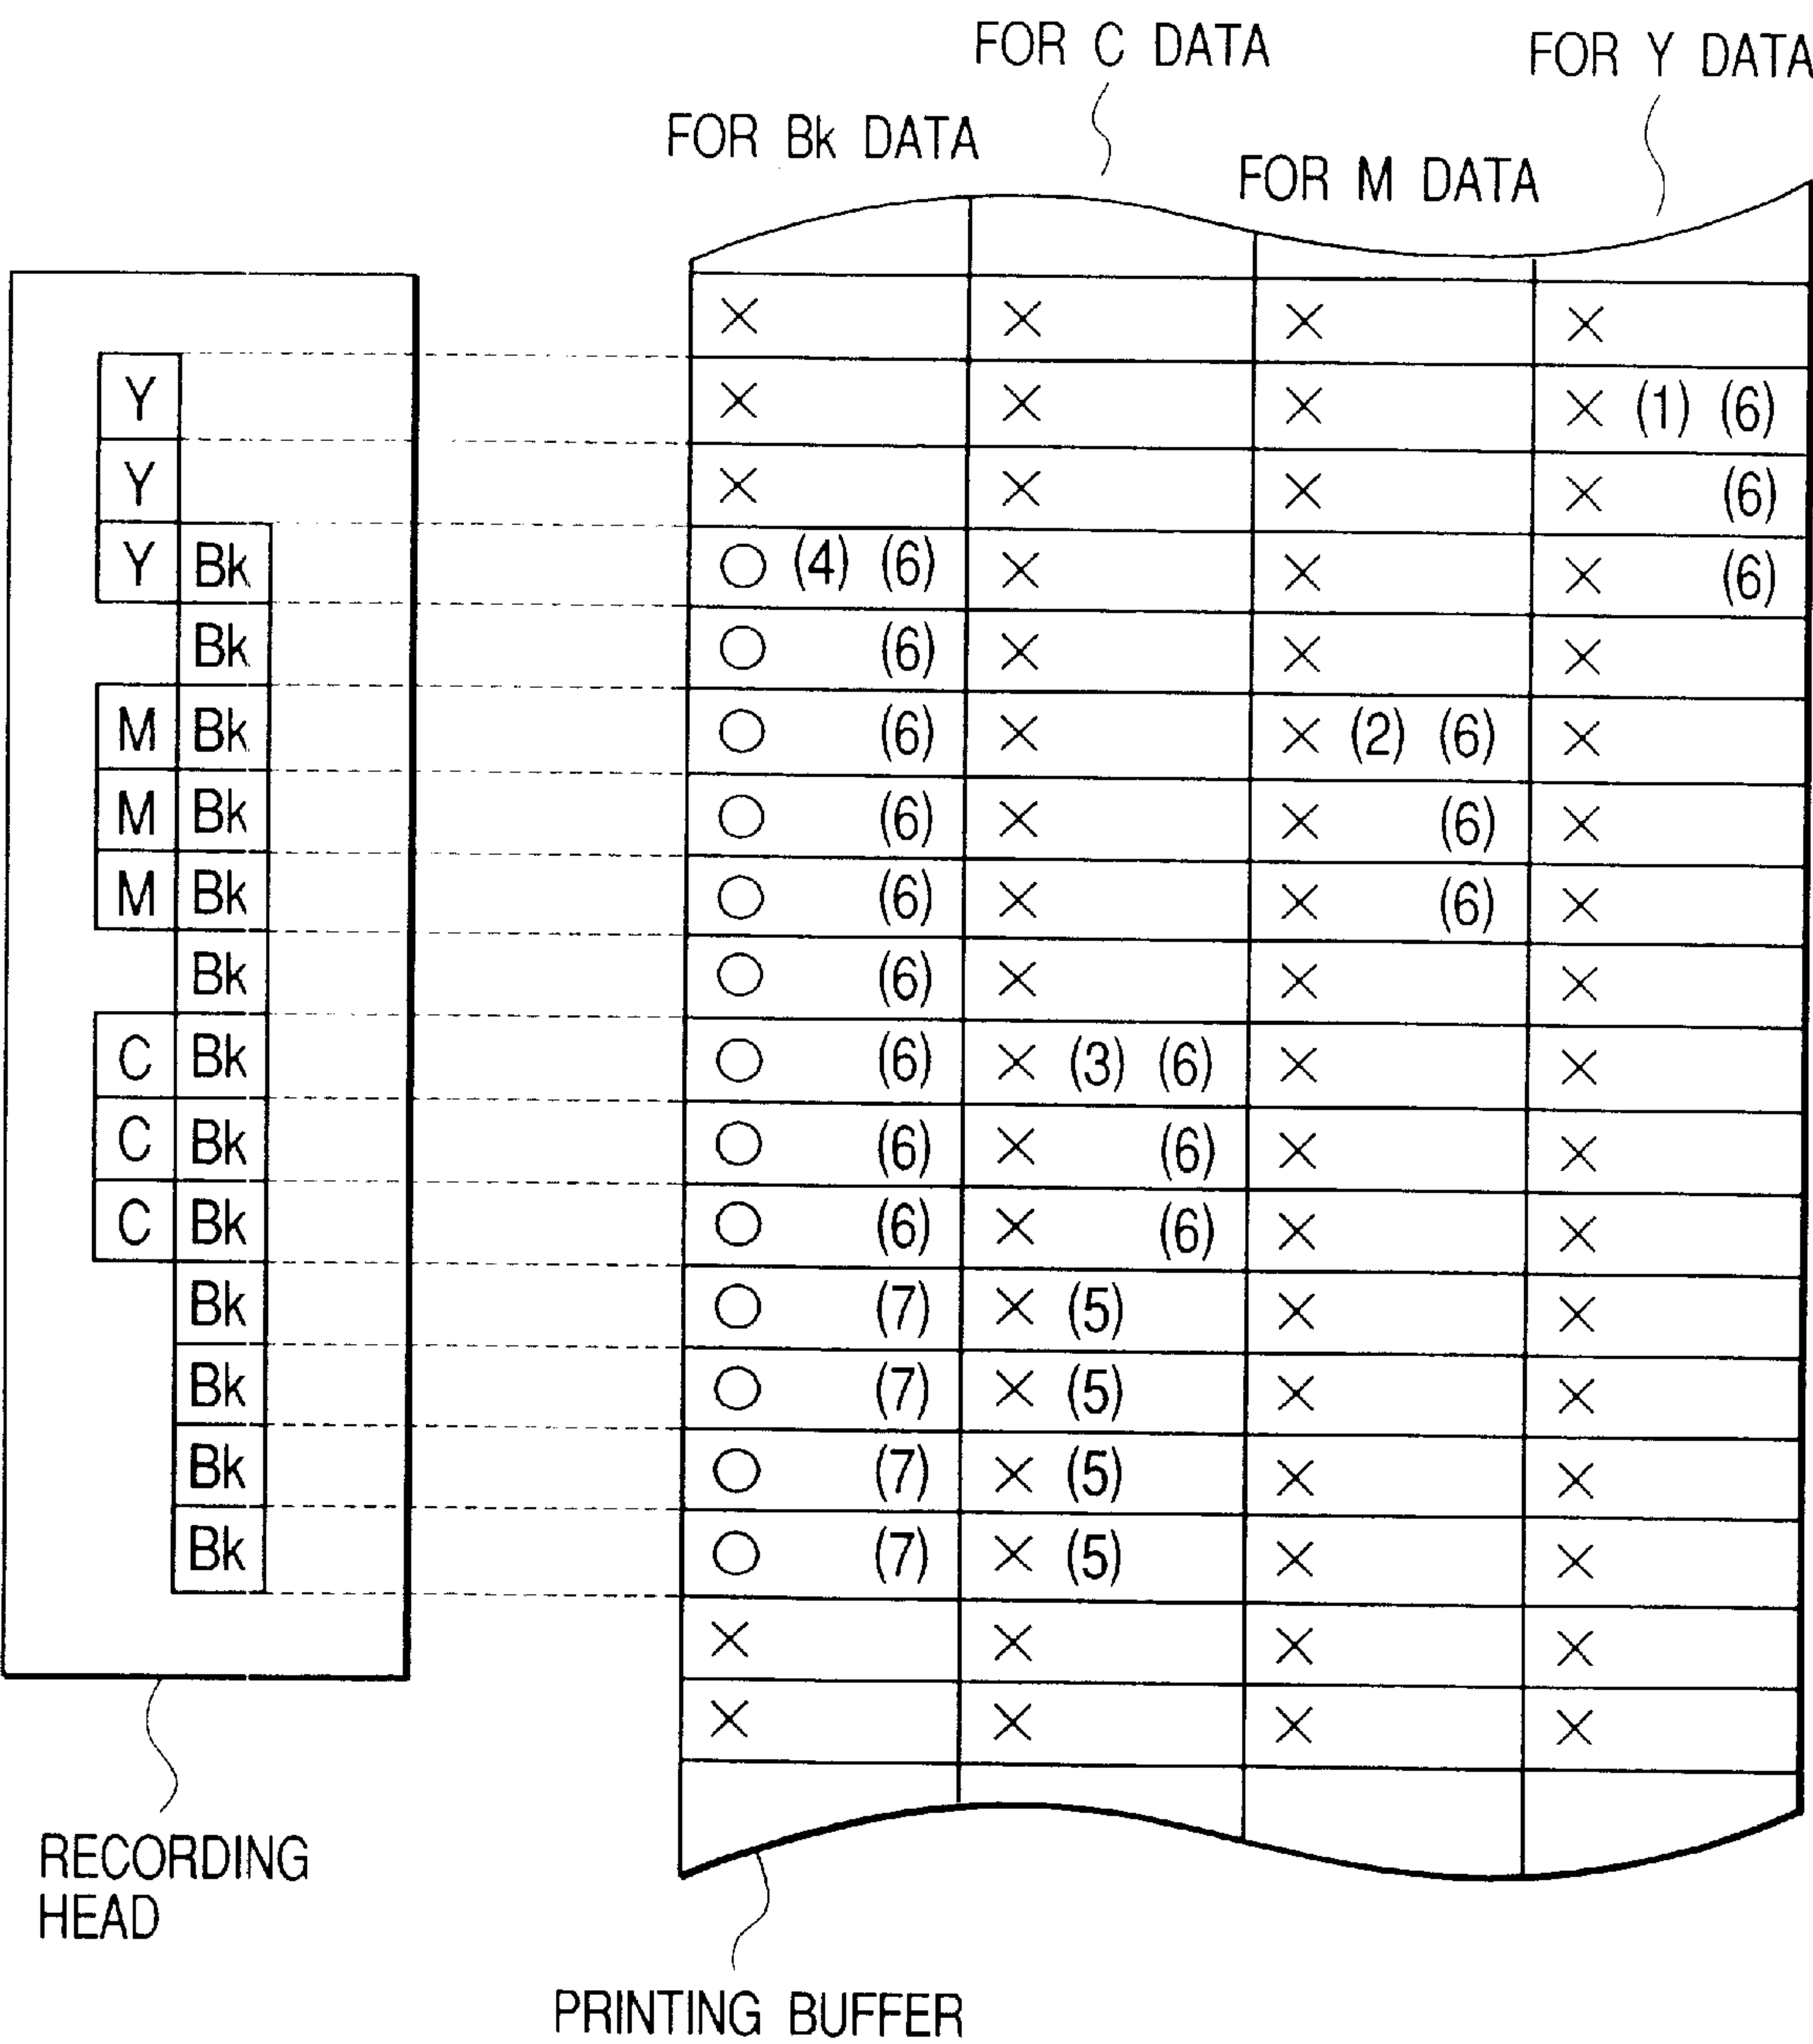 FOR C DATA
FOR Y DATA
FOR Bk DATA
FOR M DATA
× × × ×
Y × × × × (1) (6)
Y × × × × (6)
Y Bk ○ (4) (6) × × × (6)
Bk ○ (6) × × ×
M Bk ○ (6) × × (2) (6) ×
M Bk ○ (6) × × (6) ×
M Bk ○ (6) × × (6) ×
Bk ○ (6) × × ×
C Bk ○ (6) × (3) (6) × ×
C Bk ○ (6) × (6) × ×
C Bk ○ (6) × (6) × ×
Bk ○ (7) × (5) × ×
Bk ○ (7) × (5) × ×
Bk ○ (7) × (5) × ×
Bk ○ (7) × (5) × ×
× × × ×
× × × ×
RECORDING
HEAD
PRINTING BUFFER